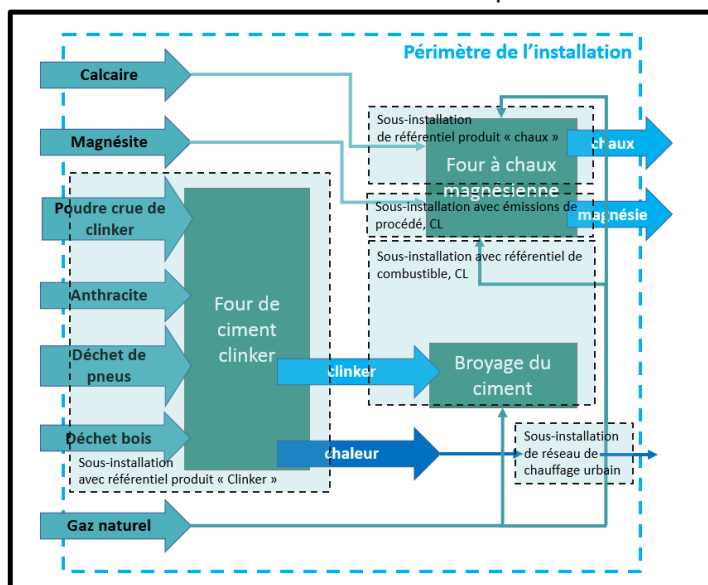 Périmètre de l'installation
Calcaire
Magnésite
Poudre crue de
clinker
Anthracite
Déchet de
pneus
Déchet bois
Sous-installation
avec référentiel produit « Clinker »
Gaz naturel
Four de
ciment
clinker
clinker
chaleur
Sous-installation
de référentiel produit « chaux »
Four à chaux
magnésienne
chaux
Sous-installation avec émissions de
procédé, CL
magnésie
Sous-installation avec référentiel de
combustible, CL
Broyage du
ciment
Sous-installation
de réseau de
chauffage urbain